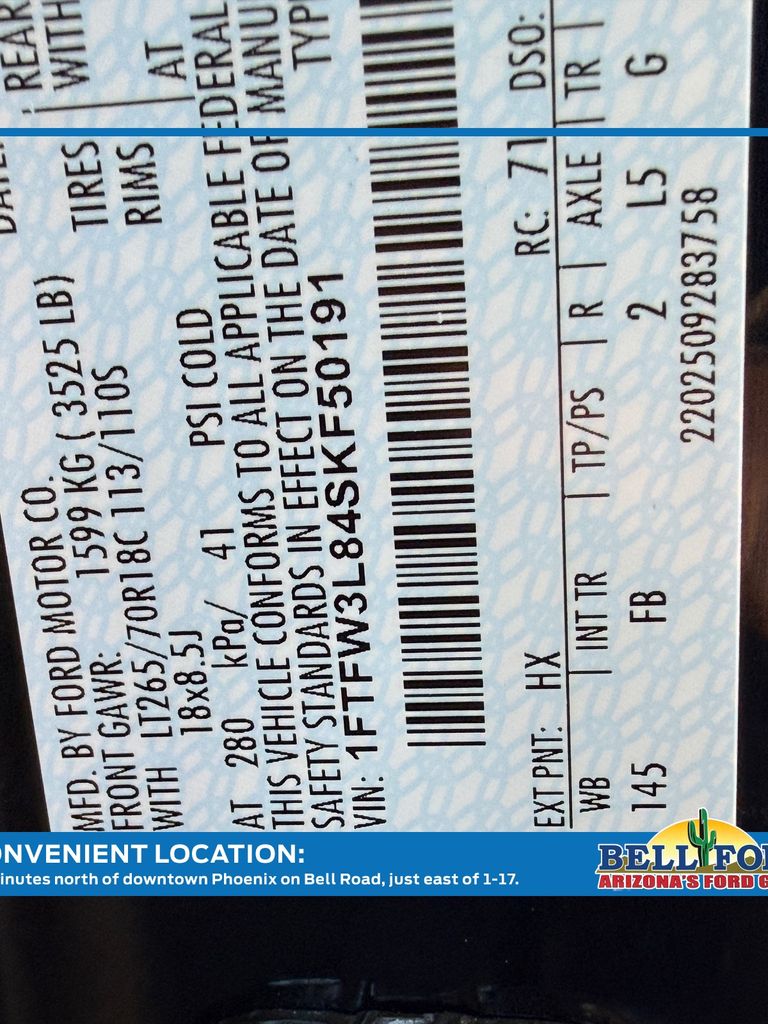 REAR
WITH
AT
TIRES
RIMS
MFD. BY FORD MOTOR CO.
FRONT GAWR: 1599 KG ( 3525 LB)
WITH LT265/70R18C 113/110S
18x8.5J
AT 280 kPa/ 41 PSI COLD
THIS VEHICLE CONFORMS TO ALL APPLICABLE FEDERAL
SAFETY STANDARDS IN EFFECT ON THE DATE OF MANU
VIN: 1FTFW3L84SKF50191
TYP
EXT PNT: HX RC: 71 DSO:
WB | INT TR | TP/PS | R | AXLE | TR |
145 FB 2 L5 G
2202509283758
ONVENIENT LOCATION:
inutes north of downtown Phoenix on Bell Road, just east of 1-17.
BELL FO
ARIZONA'S FORD G